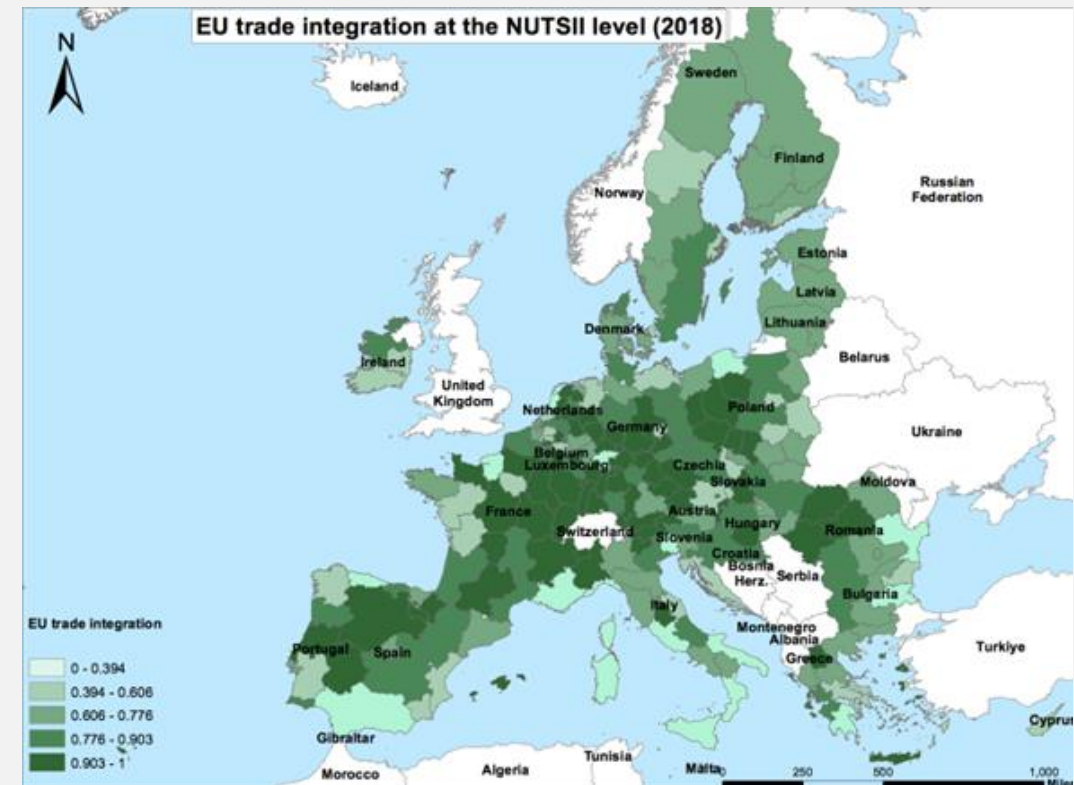 EU trade integration at the NUTSII level (2018)
N
Iceland
Sweden
Finland
Norway
Russian
Federation
Estonia
Latvia
Lithuania
Denmark
Belarus
Ireland
United
Kingdom
Netherlands
Poland
Germany
Ukraine
Belgium
Luxembourg
Czechia
Slovakia
Moldova
France
Austria
Hungary
Switzerland
Romania
Slovenia
Croatia
Bosnia
Herz.
Serbia
Bulgaria
Italy
EU trade integration
Montenegro
Albania
Portugal
Spain
Greece
Turkiye
0 - 0.394
0.394 - 0.606
0.606 - 0.776
0.776 - 0.903
0.903 - 1
Cyprus
Gibraltar
Morocco
Algeria
Tunisia
Malta
0 250 500 1,000
Miles